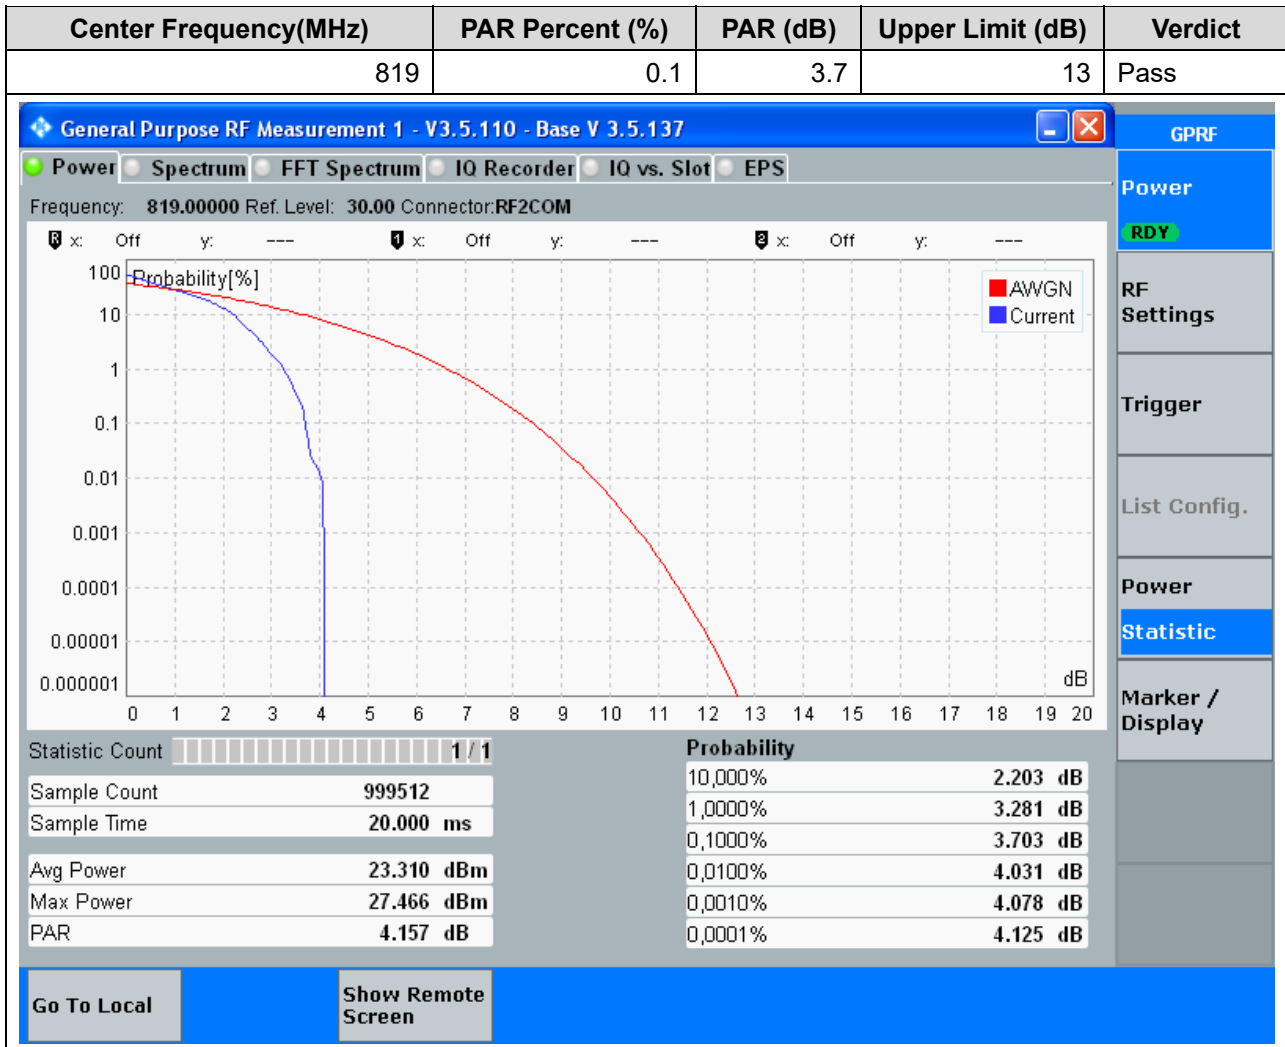 Center Frequency(MHz) PAR Percent (%) PAR (dB) Upper Limit (dB) Verdict
819 0.1 3.7 13 Pass
General Purpose RF Measurement 1 - V3.5.110 - Base V 3.5.137
GPRF
Power Spectrum FFT Spectrum IQ Recorder IQ vs. Slot EPS
Power
RDY
Frequency: 819.00000 Ref. Level: 30.00 Connector:RF2COM
R x: Off y: --- 1 x: Off y: --- 2 x: Off y: ---
Probability[%]
AWGN
Current
100
10
1
0.1
0.01
0.001
0.0001
0.00001
0.000001
dB
0 1 2 3 4 5 6 7 8 9 10 11 12 13 14 15 16 17 18 19 20
RF
Settings
Trigger
List Config.
Power
Statistic
Marker /
Display
Statistic Count 1 / 1
Sample Count 999512
Sample Time 20.000 ms
Avg Power 23.310 dBm
Max Power 27.466 dBm
PAR 4.157 dB
Probability
10,000% 2.203 dB
1,0000% 3.281 dB
0,1000% 3.703 dB
0,0100% 4.031 dB
0,0010% 4.078 dB
0,0001% 4.125 dB
Go To Local
Show Remote
Screen